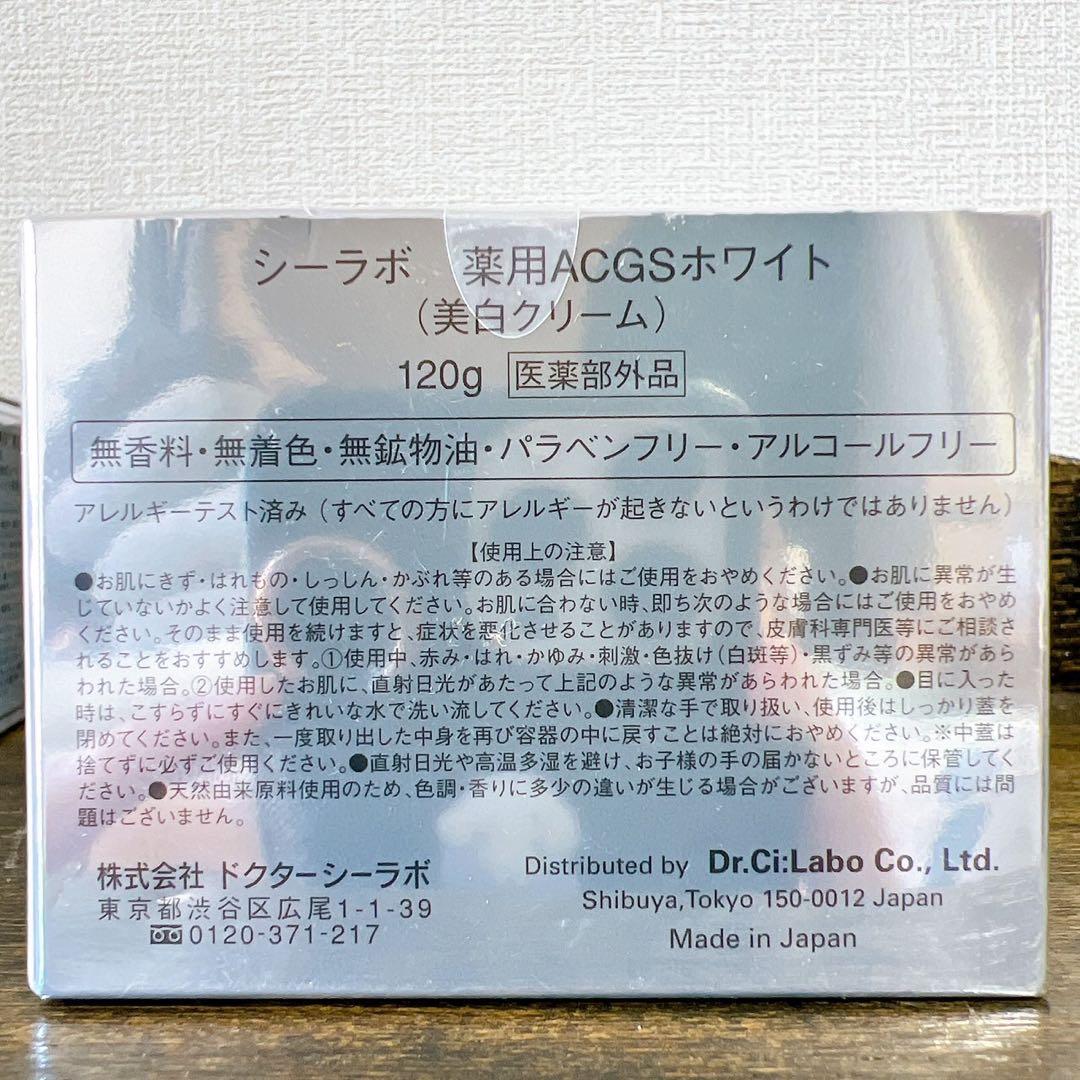 シーラボ　薬用ACGSホワイト
（美白クリーム）
120g 医薬部外品
無香料・無着色・無鉱物油・パラベンフリー・アルコールフリー
アレルギーテスト済み（すべての方にアレルギーが起きないというわけではありません）
【使用上の注意】
●お肌にきず・はれもの・しっしん・かぶれ等のある場合にはご使用をおやめください。●お肌に異常が生
じていないかよく注意して使用してください。お肌に合わない時、即ち次のような場合にはご使用をおやめ
ください。そのまま使用を続けますと、症状を悪化させることがありますので、皮膚科専門医等にご相談さ
れることをおすすめします。①使用中、赤み・はれ・かゆみ・刺激・色抜け（白斑等）・黒ずみ等の異常があら
われた場合。②使用したお肌に、直射日光があたって上記のような異常があらわれた場合。●目に入った
時は、こすらずにすぐにきれいな水で洗い流してください。●清潔な手で取り扱い、使用後はしっかり蓋を
閉めてください。また、一度取り出した中身を再び容器の中に戻すことは絶対におやめください。※中蓋は
捨てずに必ずご使用ください。●直射日光や高温多湿を避け、お子様の手の届かないところに保管してく
ださい。●天然由来原料使用のため、色調・香りに多少の違いが生じる場合がございますが、品質には問
題はございません。
株式会社 ドクターシーラボ
東京都渋谷区広尾1-1-39
0120-371-217
Distributed by Dr.Ci:Labo Co., Ltd.
Shibuya,Tokyo 150-0012 Japan
Made in Japan